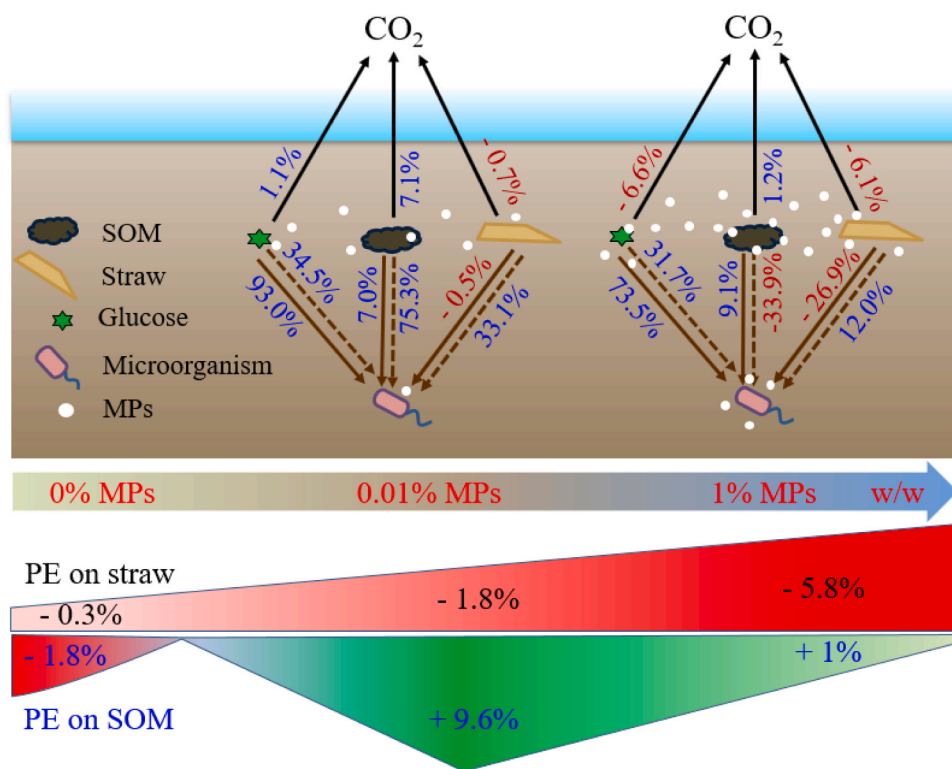 CO2 CO2
1.1% 7.1% - 0.7% - 6.6% 1.2% - 6.1%
SOM
Straw
Glucose
Microorganism
MPs
93.0% 34.5% 7.0% 75.3% - 0.5% 33.1% 73.5% 31.7% 9.1% -33.9% - 26.9% 12.0%
0% MPs 0.01% MPs 1% MPs w/w
PE on straw
- 0.3% - 1.8% - 5.8%
- 1.8% + 9.6% + 1%
PE on SOM